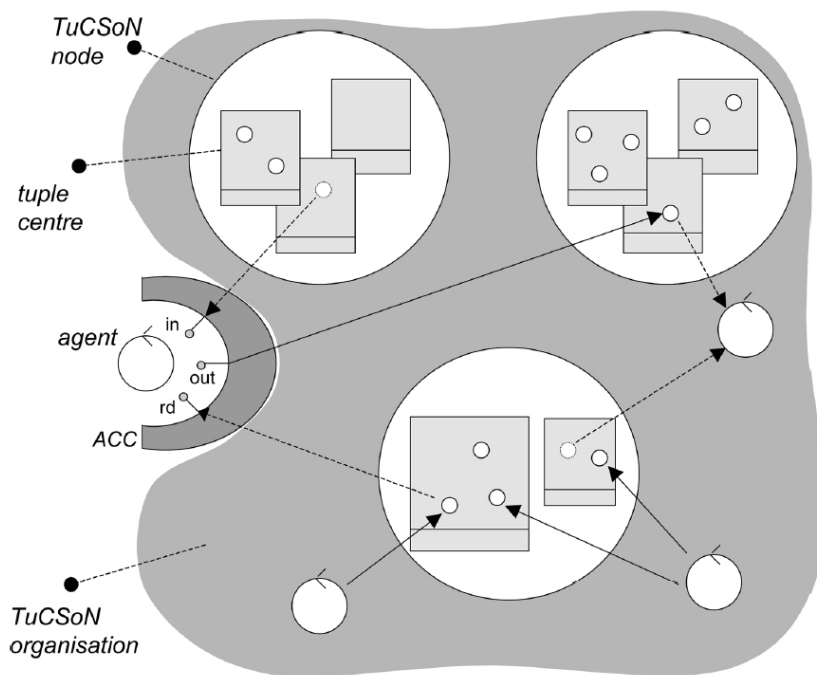 TuCSoN
node
tuple
centre
agent
in
out
rd
ACC
TuCSoN
organisation